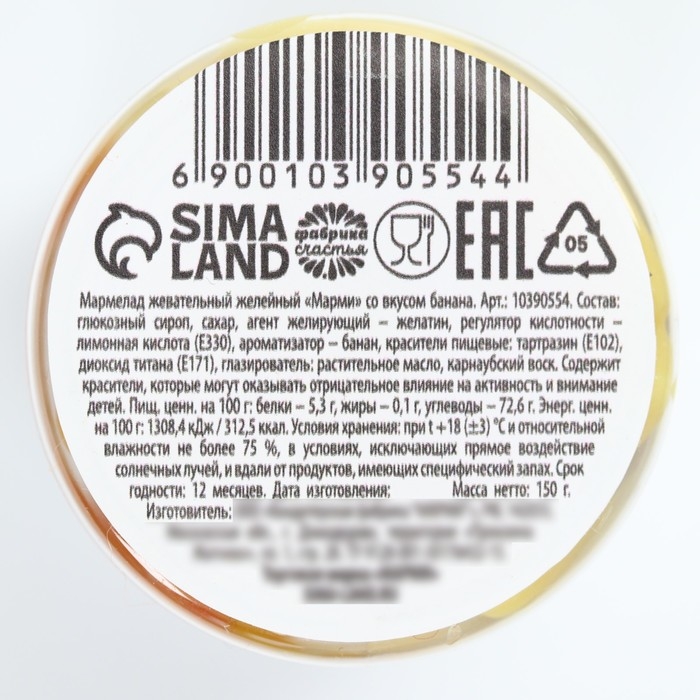 6 900103 905544
SIMA LAND
фабрика счастья
EAC
05
Мармелад жевательный желейный «Марми» со вкусом банана. Арт.: 10390554. Состав:
глюкозный сироп, сахар, агент желирующий – желатин, регулятор кислотности –
лимонная кислота (Е330), ароматизатор – банан, красители пищевые: тартразин (Е102),
диоксид титана (Е171), глазирователь: растительное масло, карнаубский воск. Содержит
красители, которые могут оказывать отрицательное влияние на активность и внимание
детей. Пищ. ценн. на 100 г: белки – 5,3 г, жиры – 0,1 г, углеводы – 72,6 г. Энерг. ценн.
на 100 г: 1308,4 кДж / 312,5 ккал. Условия хранения: при t +18 (±3) °С и относительной
влажности не более 75 %, в условиях, исключающих прямое воздействие
солнечных лучей, и вдали от продуктов, имеющих специфический запах. Срок
годности: 12 месяцев. Дата изготовления: Масса нетто: 150 г.
Изготовитель: